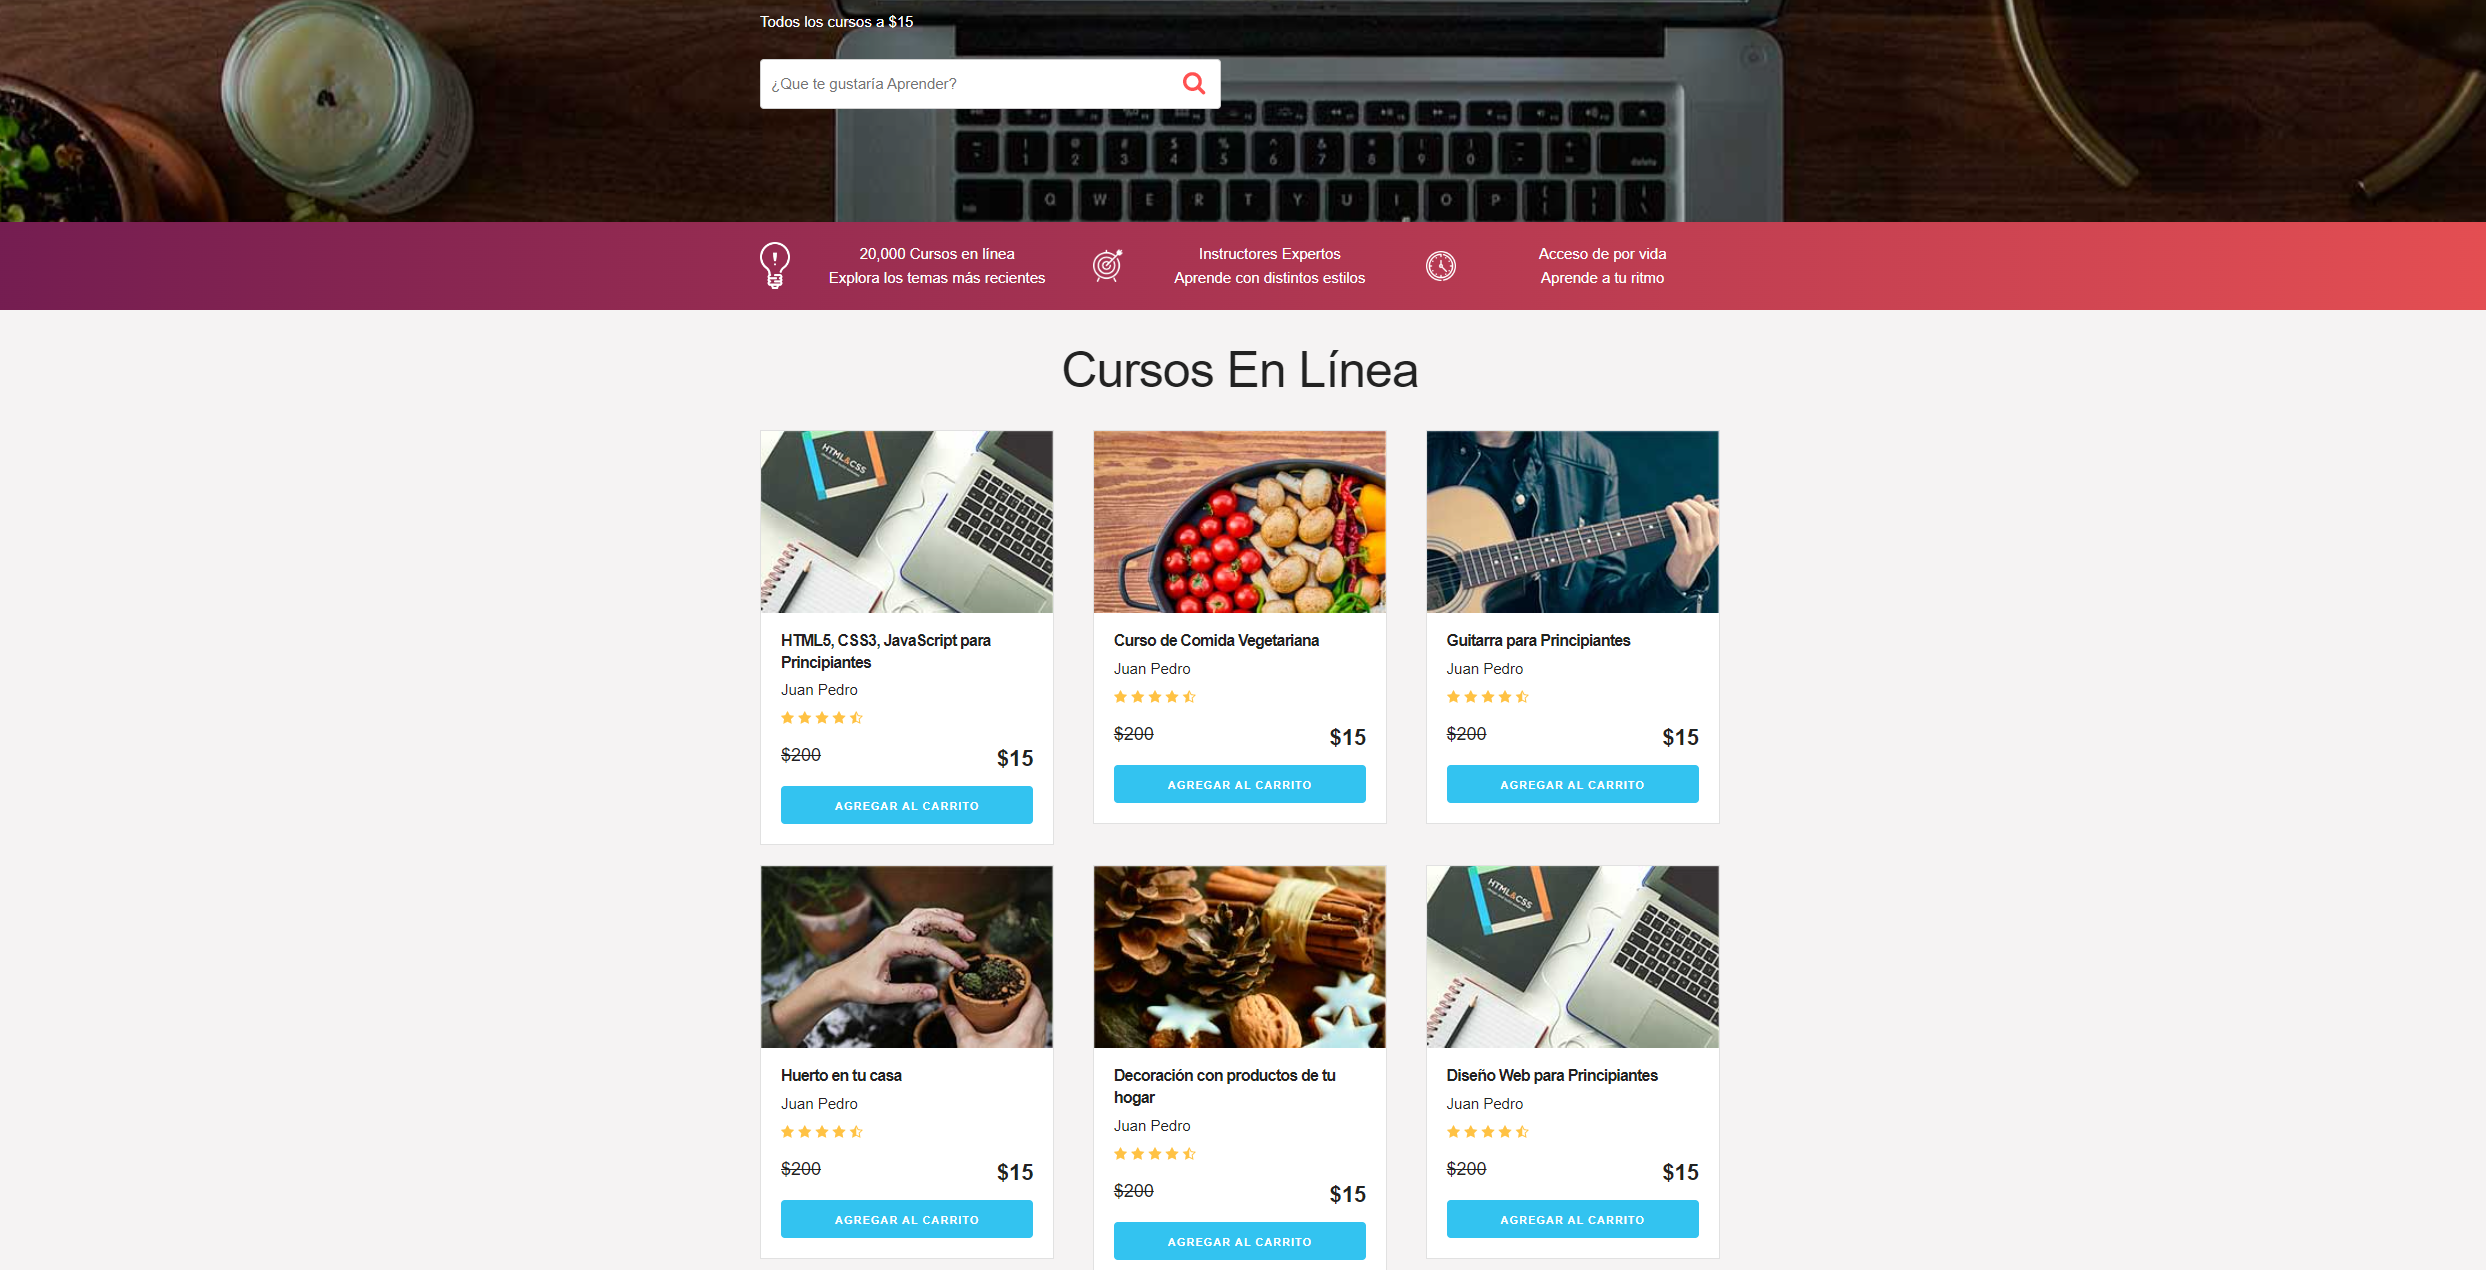 Todos los cursos a $15
¿Que te gustaría Aprender?
20,000 Cursos en línea
Explora los temas más recientes
Instructores Expertos
Aprende con distintos estilos
Acceso de por vida
Aprende a tu ritmo
Cursos En Línea
HTML&CSS
HTML5, CSS3, JavaScript para
Principiantes
Juan Pedro
$200
$15
AGREGAR AL CARRITO
Curso de Comida Vegetariana
Juan Pedro
$200
$15
AGREGAR AL CARRITO
Guitarra para Principiantes
Juan Pedro
$200
$15
AGREGAR AL CARRITO
Huerto en tu casa
Juan Pedro
$200
$15
AGREGAR AL CARRITO
Decoración con productos de tu
hogar
Juan Pedro
$200
$15
AGREGAR AL CARRITO
HTML&CSS
Diseño Web para Principiantes
Juan Pedro
$200
$15
AGREGAR AL CARRITO